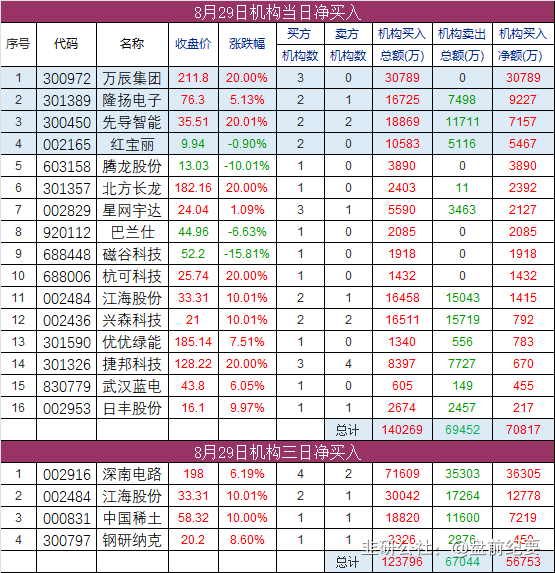 8月29日机构当日净买入
序号 代码 名称 收盘价 涨跌幅 买方机构数 卖方机构数 机构买入总额(万) 机构卖出总额(万) 机构买入净额(万)
1 300972 万辰集团 211.8 20.00% 3 0 30789 0 30789
2 301389 隆扬电子 76.3 5.13% 2 1 16725 7498 9227
3 300450 先导智能 35.51 20.01% 2 2 18869 11711 7157
4 002165 红宝丽 9.94 -0.90% 2 0 10583 5116 5467
5 603158 腾龙股份 13.03 -10.01% 1 0 3890 0 3890
6 301357 北方长龙 182.16 20.00% 1 0 2403 11 2392
7 002829 星网宇达 24.04 1.09% 3 1 5590 3463 2127
8 920112 巴兰仕 44.96 -6.63% 1 0 2085 0 2085
9 688448 磁谷科技 52.2 -15.81% 1 0 1918 0 1918
10 688006 杭可科技 25.74 20.00% 1 0 1432 0 1432
11 002484 江海股份 33.31 10.01% 2 1 16458 15043 1415
12 002436 兴森科技 21 10.01% 2 2 16511 15719 792
13 301590 优优绿能 185.14 7.51% 1 0 1340 556 783
14 301326 捷邦科技 128.22 20.00% 3 4 8397 7727 670
15 830779 武汉蓝电 43.8 6.05% 1 0 605 149 455
16 002953 日丰股份 16.1 9.97% 1 1 2674 2457 217
总计 140269 69452 70817
8月29日机构三日净买入
1 002916 深南电路 198 6.19% 4 2 71609 35303 36305
2 002484 江海股份 33.31 10.01% 2 1 30042 17264 12778
3 000831 中国稀土 58.32 10.00% 1 1 18820 11600 7219
4 300797 钢研纳克 20.2 8.60% 1 1 3326 2876 450
总计 123796 67044 56753
韭研公社：@盘前纪要